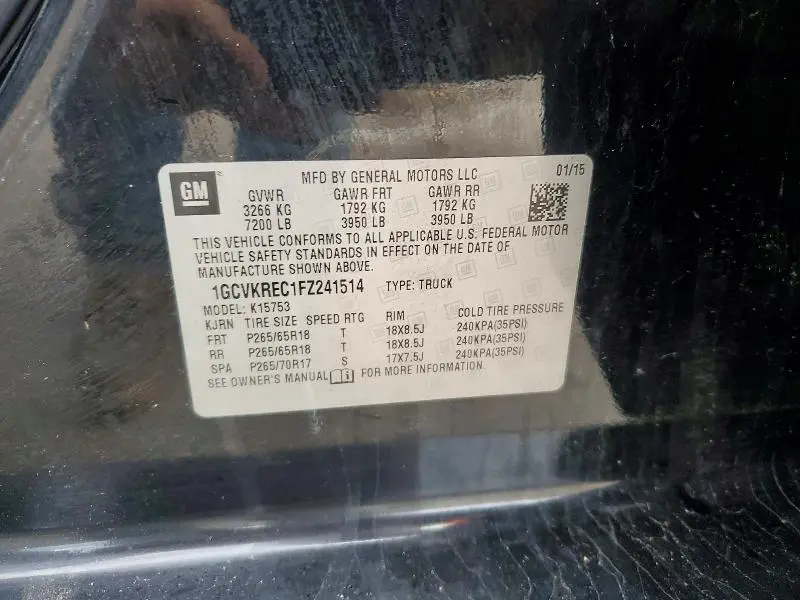 GM
MFD BY GENERAL MOTORS LLC 01/15
GVWR GAWR FRT GAWR RR
3266 KG 1792 KG 1792 KG
7200 LB 3950 LB 3950 LB
THIS VEHICLE CONFORMS TO ALL APPLICABLE U.S. FEDERAL MOTOR
VEHICLE SAFETY STANDARDS IN EFFECT ON THE DATE OF
MANUFACTURE SHOWN ABOVE.
1GCVKREC1FZ241514 TYPE: TRUCK
MODEL: K15753
KJRN TIRE SIZE SPEED RTG RIM COLD TIRE PRESSURE
FRT P265/65R18 T 18X8.5J 240KPA(35PSI)
RR P265/65R18 T 18X8.5J 240KPA(35PSI)
SPA P265/70R17 S 17X7.5J 240KPA(35PSI)
SEE OWNER'S MANUAL FOR MORE INFORMATION.